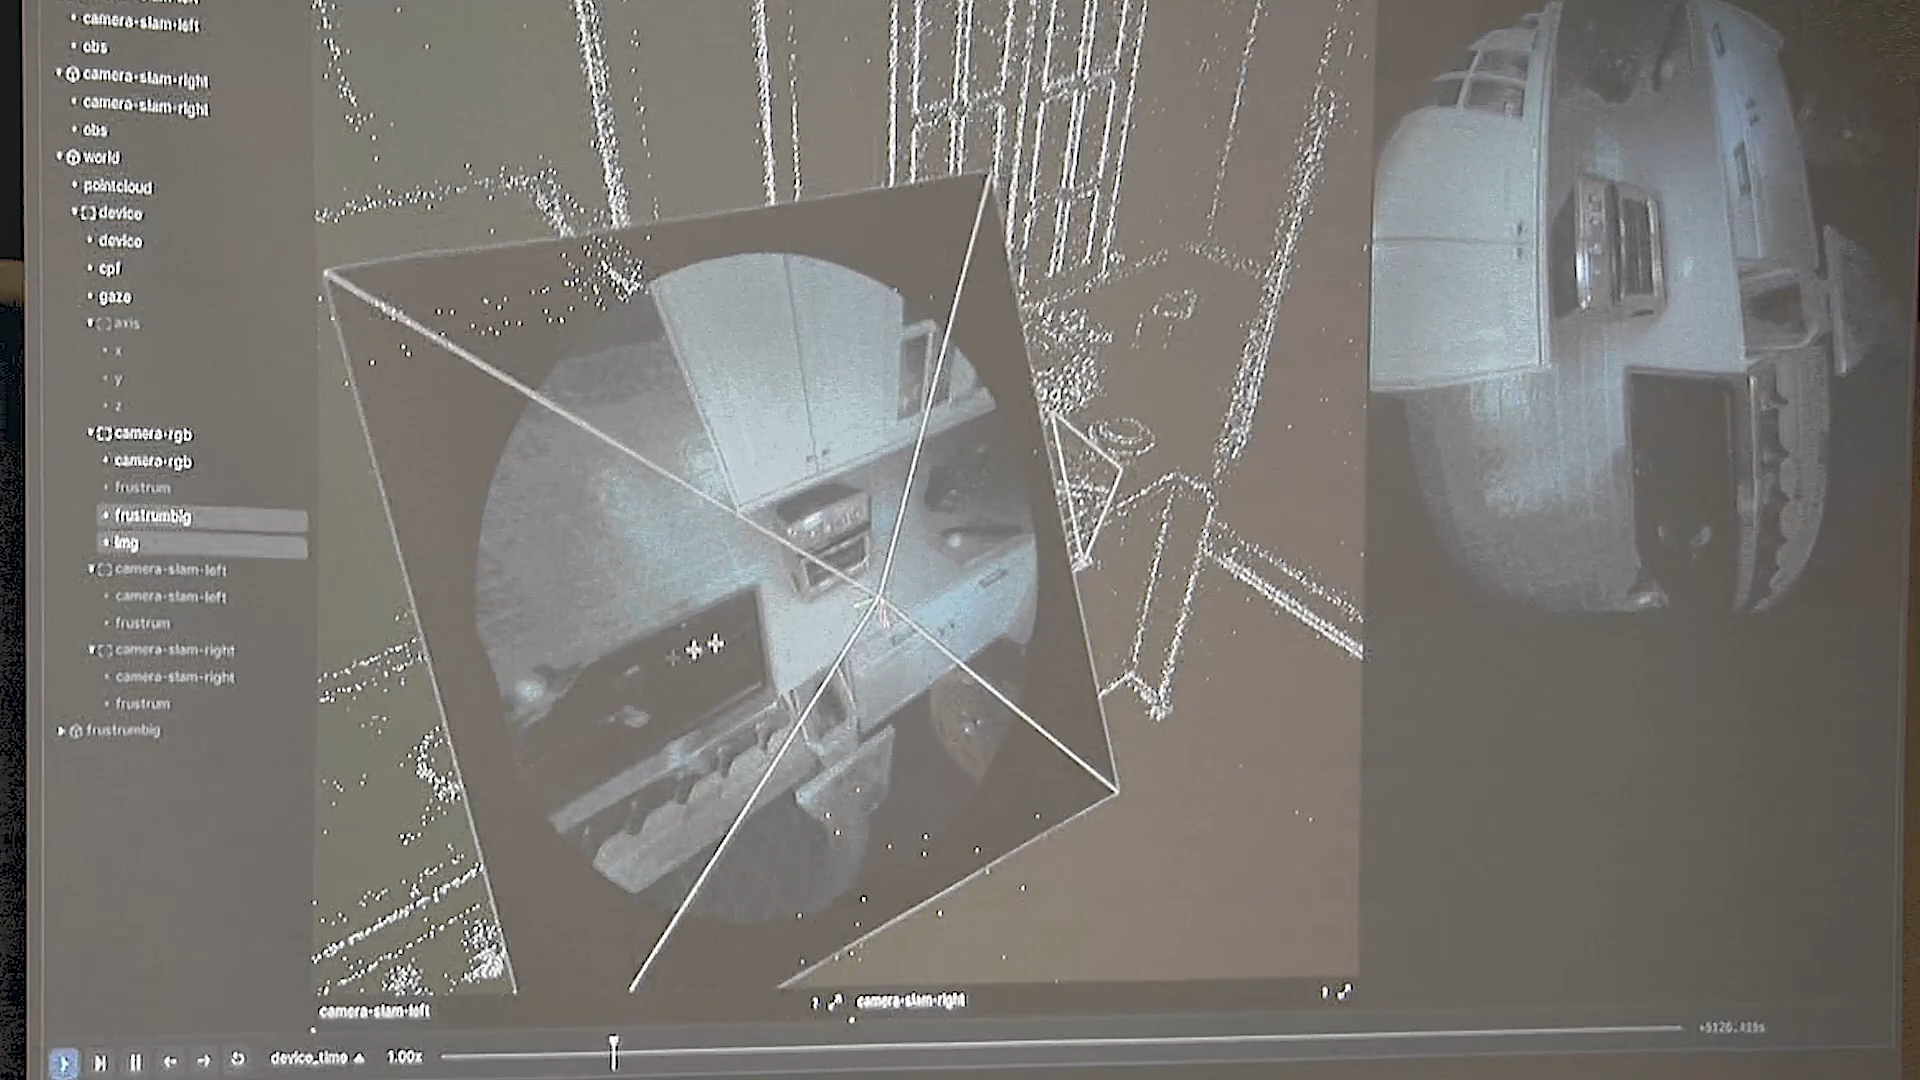 camera-slam-left
obs
camera-slam-right
camera-slam-right
obs
world
pointcloud
device
device
cpf
gaze
axis
x
y
z
camera-rgb
camera-rgb
frustrum
frustrumbig
img
camera-slam-left
camera-slam-left
frustrum
camera-slam-right
camera-slam-right
frustrum
frustrumbig
camera-slam-left
camera-slam-right
device_time
1.00x